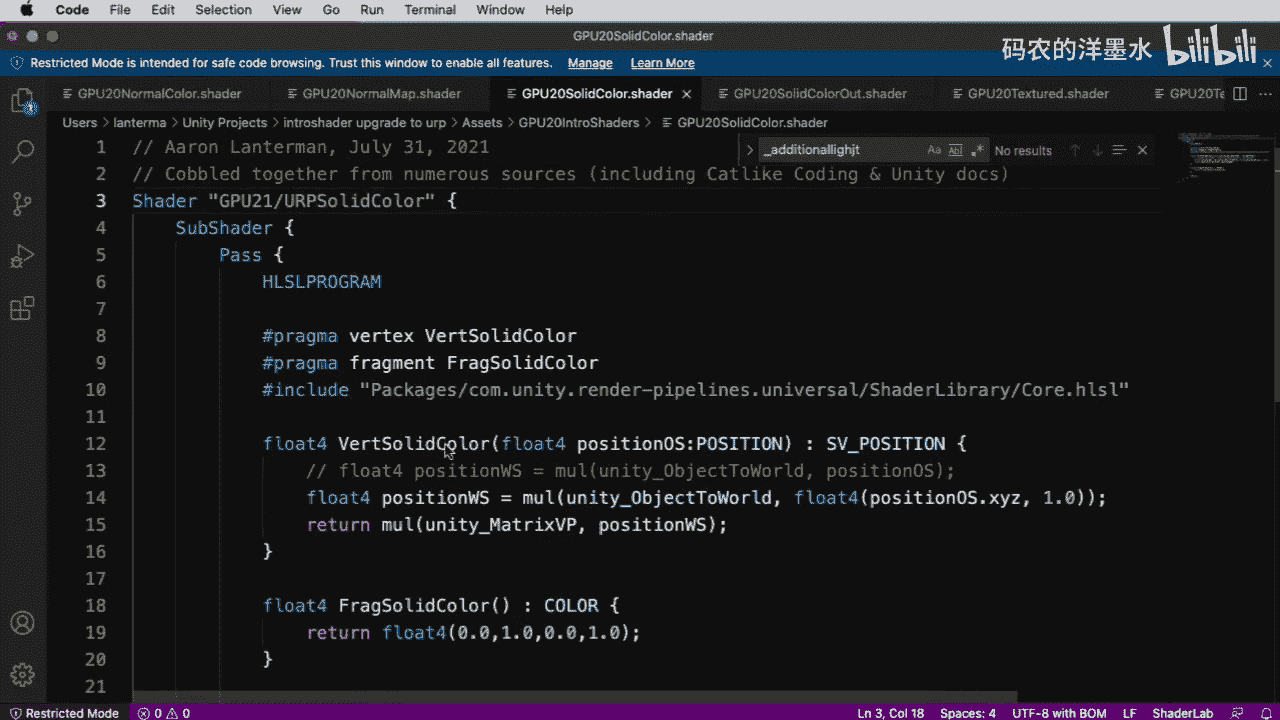 Code File Edit Selection View Go Run Terminal Window Help
GPU20SolidColor.shader
码农的洋墨水 bilibili
Restricted Mode is intended for safe code browsing. Trust this window to enable all features. Manage Learn More
GPU20NormalColor.shader GPU20NormalMap.shader GPU20SolidColor.shader GPU20SolidColorOut.shader GPU20Textured.shader GPU20Te
Users > lanterma > Unity Projects > introshader upgrade to urp > Assets > GPU20IntroShaders > GPU20SolidColor.shader
_additionallighjt Aa Abl No results
1 // Aaron Lanterman, July 31, 2021
2 // Cobbled together from numerous sources (including Catlike Coding & Unity docs)
3 Shader "GPU21/URPSolidColor" {
4 SubShader {
5 Pass {
6 HLSLPROGRAM
7
8 #pragma vertex VertSolidColor
9 #pragma fragment FragSolidColor
10 #include "Packages/com.unity.render-pipelines.universal/ShaderLibrary/Core.hlsl"
11
12 float4 VertSolidColor(float4 positionOS:POSITION) : SV_POSITION {
13 // float4 positionWS = mul(unity_ObjectToWorld, positionOS);
14 float4 positionWS = mul(unity_ObjectToWorld, float4(positionOS.xyz, 1.0));
15 return mul(unity_MatrixVP, positionWS);
16 }
17
18 float4 FragSolidColor() : COLOR {
19 return float4(0.0,1.0,0.0,1.0);
20 }
21
Restricted Mode 0 0 Ln 3, Col 18 Spaces: 4 UTF-8 with BOM LF ShaderLab